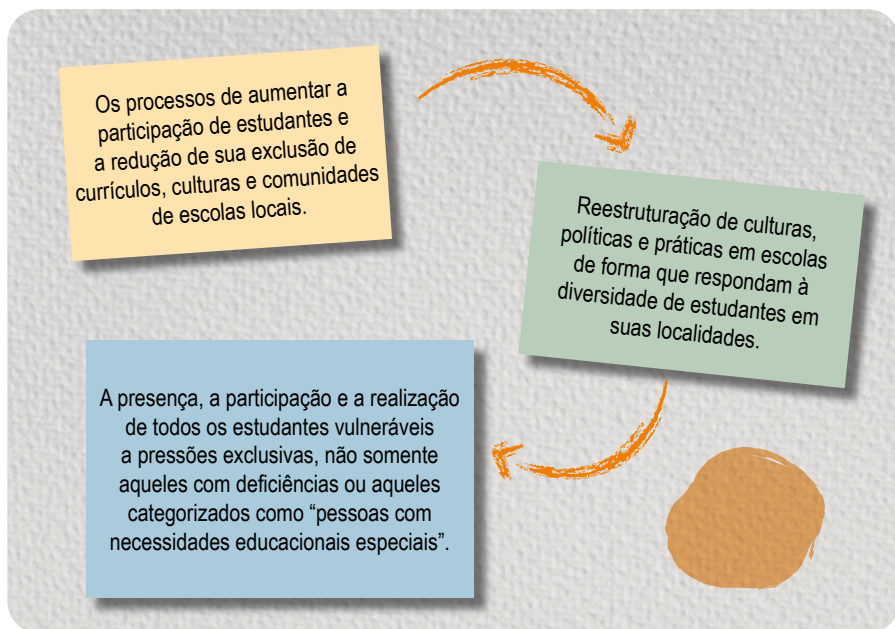 Os processos de aumentar a
participação de estudantes e
a redução de sua exclusão de
currículos, culturas e comunidades
de escolas locais.
Reestruturação de culturas,
políticas e práticas em escolas
de forma que respondam à
diversidade de estudantes em
suas localidades.
A presença, a participação e a realização
de todos os estudantes vulneráveis
a pressões exclusivas, não somente
aqueles com deficiências ou aqueles
categorizados como “pessoas com
necessidades educacionais especiais”.